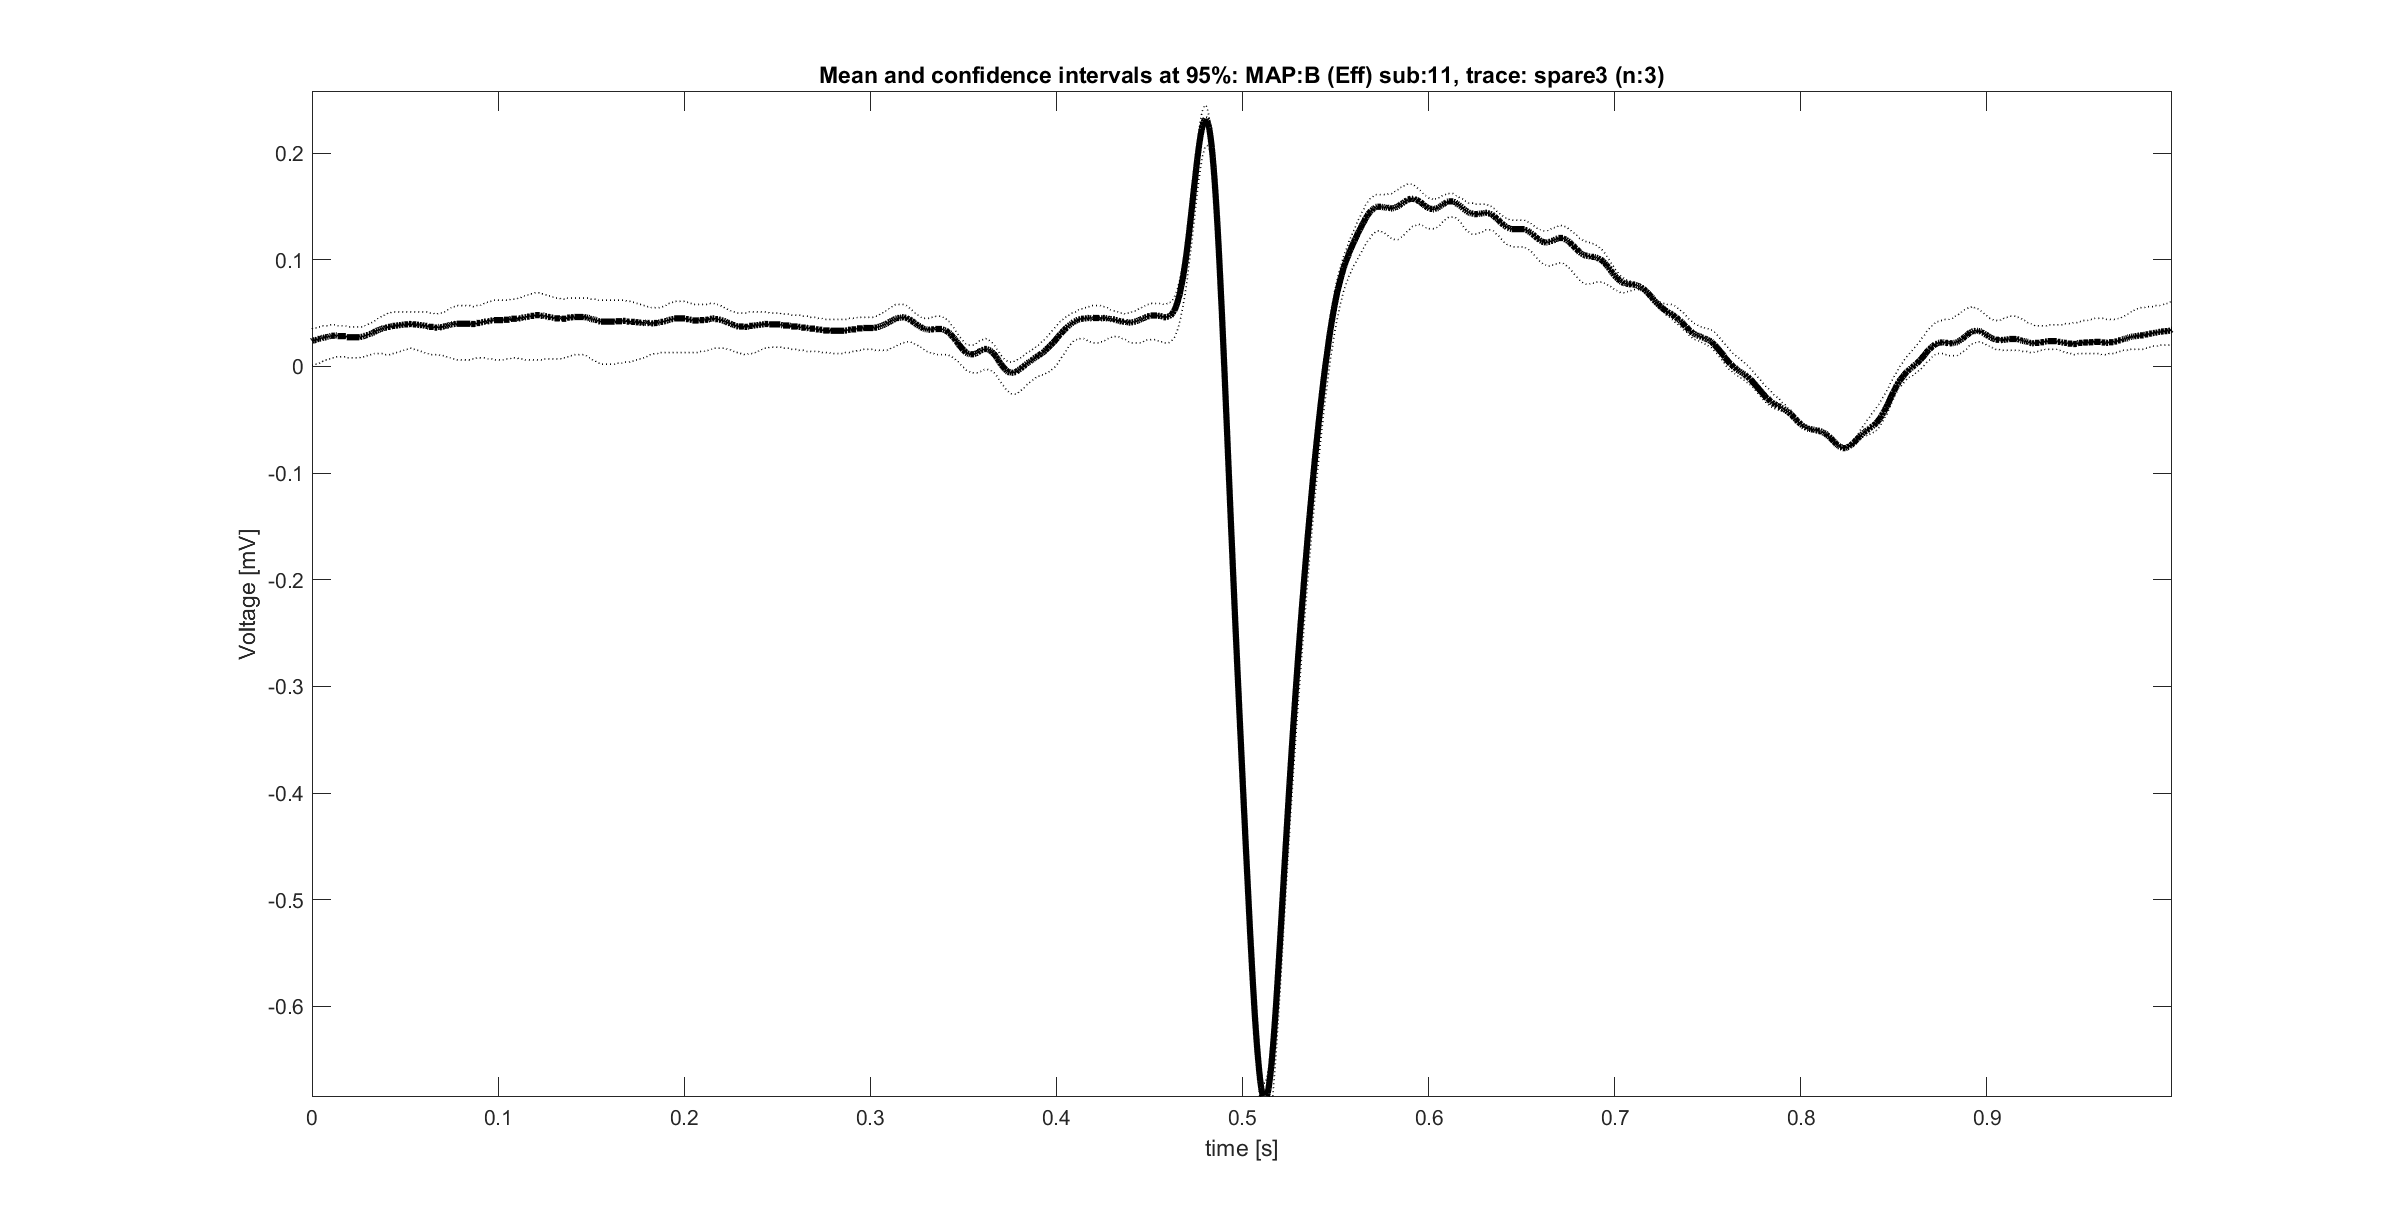 Mean and confidence intervals at 95%: MAP:B (Eff) sub:11, trace: spare3 (n:3)
0.2
0.1
0
-0.1
-0.2
-0.3
-0.4
-0.5
-0.6
Voltage [mV]
0 0.1 0.2 0.3 0.4 0.5 0.6 0.7 0.8 0.9
time [s]